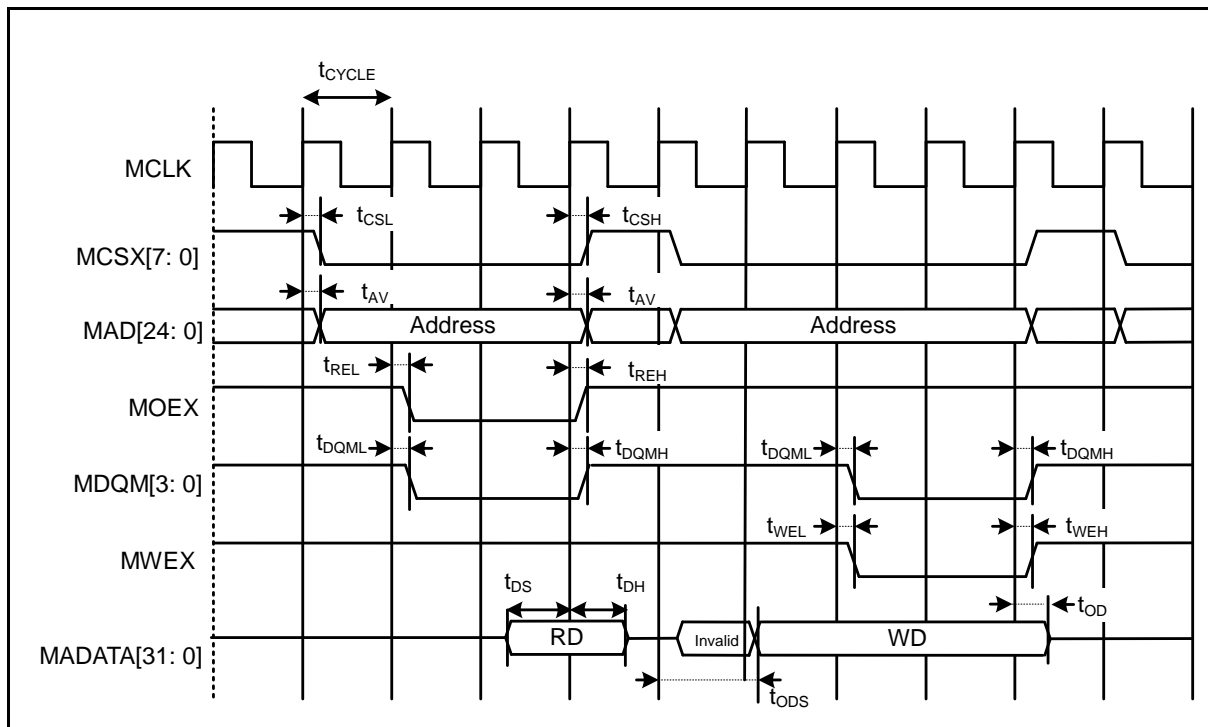 tCYCLE
MCLK
tCSL tCSH
MCSX[7: 0]
tAV tAV
MAD[24: 0] Address Address
tREL tREH
MOEX
tDQML tDQMH tDQML tDQMH
MDQM[3: 0]
tWEL tWEH
MWEX
tDS tDH
tOD
MADATA[31: 0] RD Invalid WD
tODS